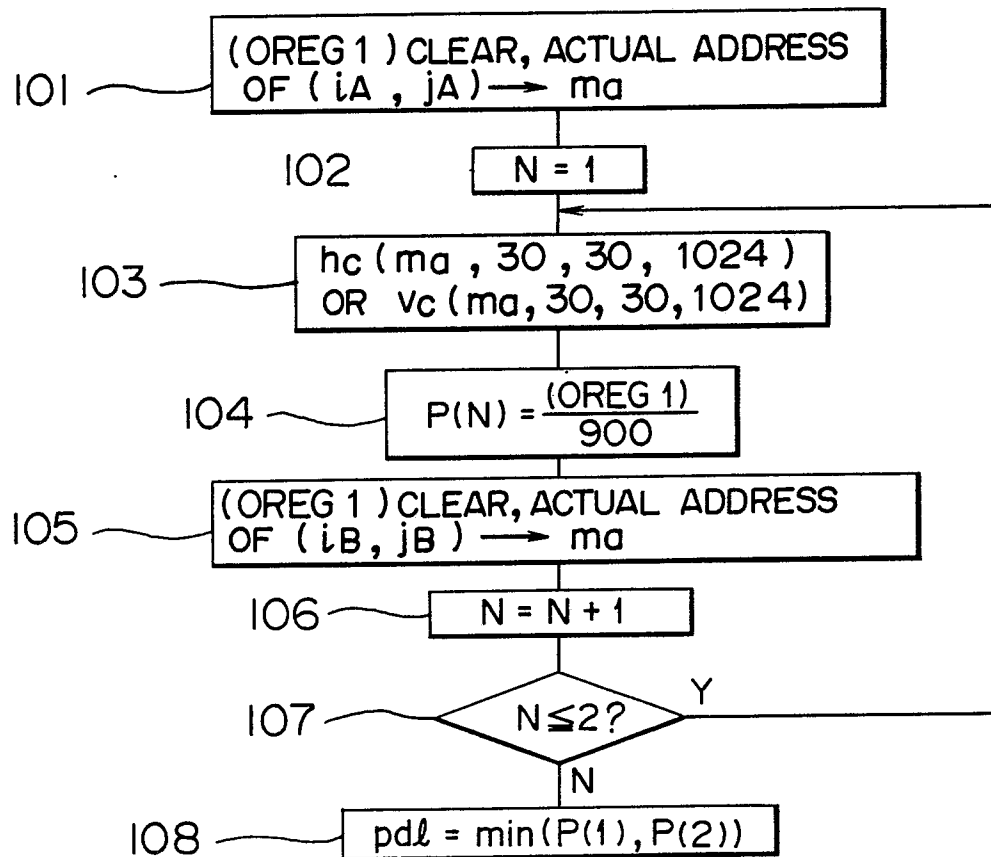 101
(OREG 1) CLEAR, ACTUAL ADDRESS
OF (iA, jA) → ma
102
N = 1
103
hc (ma, 30, 30, 1024)
OR vc (ma, 30, 30, 1024)
104
P(N) = (OREG 1)
900
105
(OREG 1) CLEAR, ACTUAL ADDRESS
OF (iB, jB) → ma
106
N = N + 1
107
N ≦ 2?
Y
N
108
pdℓ = min(P(1), P(2))